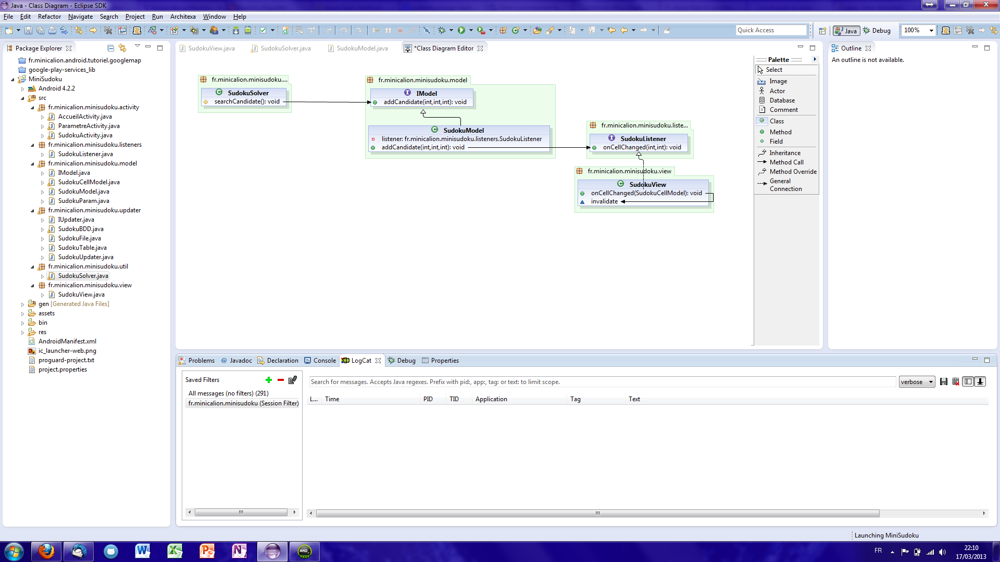 Java - Class Diagram - Eclipse SDK
File Edit Refactor Navigate Search Project Run Architexa Window Help
Quick Access
Java
Debug
100%
Package Explorer
fr.minicalion.android.tutoriel.googlemap
google-play-services_lib
MiniSudoku
Android 4.2.2
src
fr.minicalion.minisudoku.activity
AccueilActivity.java
ParametreActivity.java
SudokuActivity.java
fr.minicalion.minisudoku.listeners
SudokuListener.java
fr.minicalion.minisudoku.model
IModel.java
SudokuCellModel.java
SudokuModel.java
SudokuParam.java
fr.minicalion.minisudoku.updater
IUpdater.java
SudokuBDD.java
SudokuFile.java
SudokuTable.java
SudokuUpdater.java
fr.minicalion.minisudoku.util
SudokuSolver.java
fr.minicalion.minisudoku.view
SudokuView.java
gen [Generated Java Files]
assets
bin
res
AndroidManifest.xml
ic_launcher-web.png
proguard-project.txt
project.properties
SudokuView.java SudokuSolver.java SudokuModel.java *Class Diagram Editor
fr.minicalion.minisudoku....
SudokuSolver
searchCandidate(): void
fr.minicalion.minisudoku.model
IModel
addCandidate(int,int,int): void
SudokuModel
listener: fr.minicalion.minisudoku.listeners.SudokuListener
addCandidate(int,int,int): void
fr.minicalion.minisudoku.liste...
SudokuListener
onCellChanged(int,int): void
fr.minicalion.minisudoku.view
SudokuView
onCellChanged(SudokuCellModel): void
invalidate
Palette
Select
Image
Actor
Database
Comment
Class
Method
Field
Inheritance
Method Call
Method Override
General
Connection
Outline
An outline is not available.
Problems @ Javadoc Declaration Console LogCat Debug Properties
Saved Filters
All messages (no filters) (291)
fr.minicalion.minisudoku (Session Filter)
Search for messages. Accepts Java regexes. Prefix with pid:, app:, tag: or text: to limit scope.
verbose
L... Time PID TID Application Tag Text
Launching MiniSudoku
FR
22:10
17/03/2013